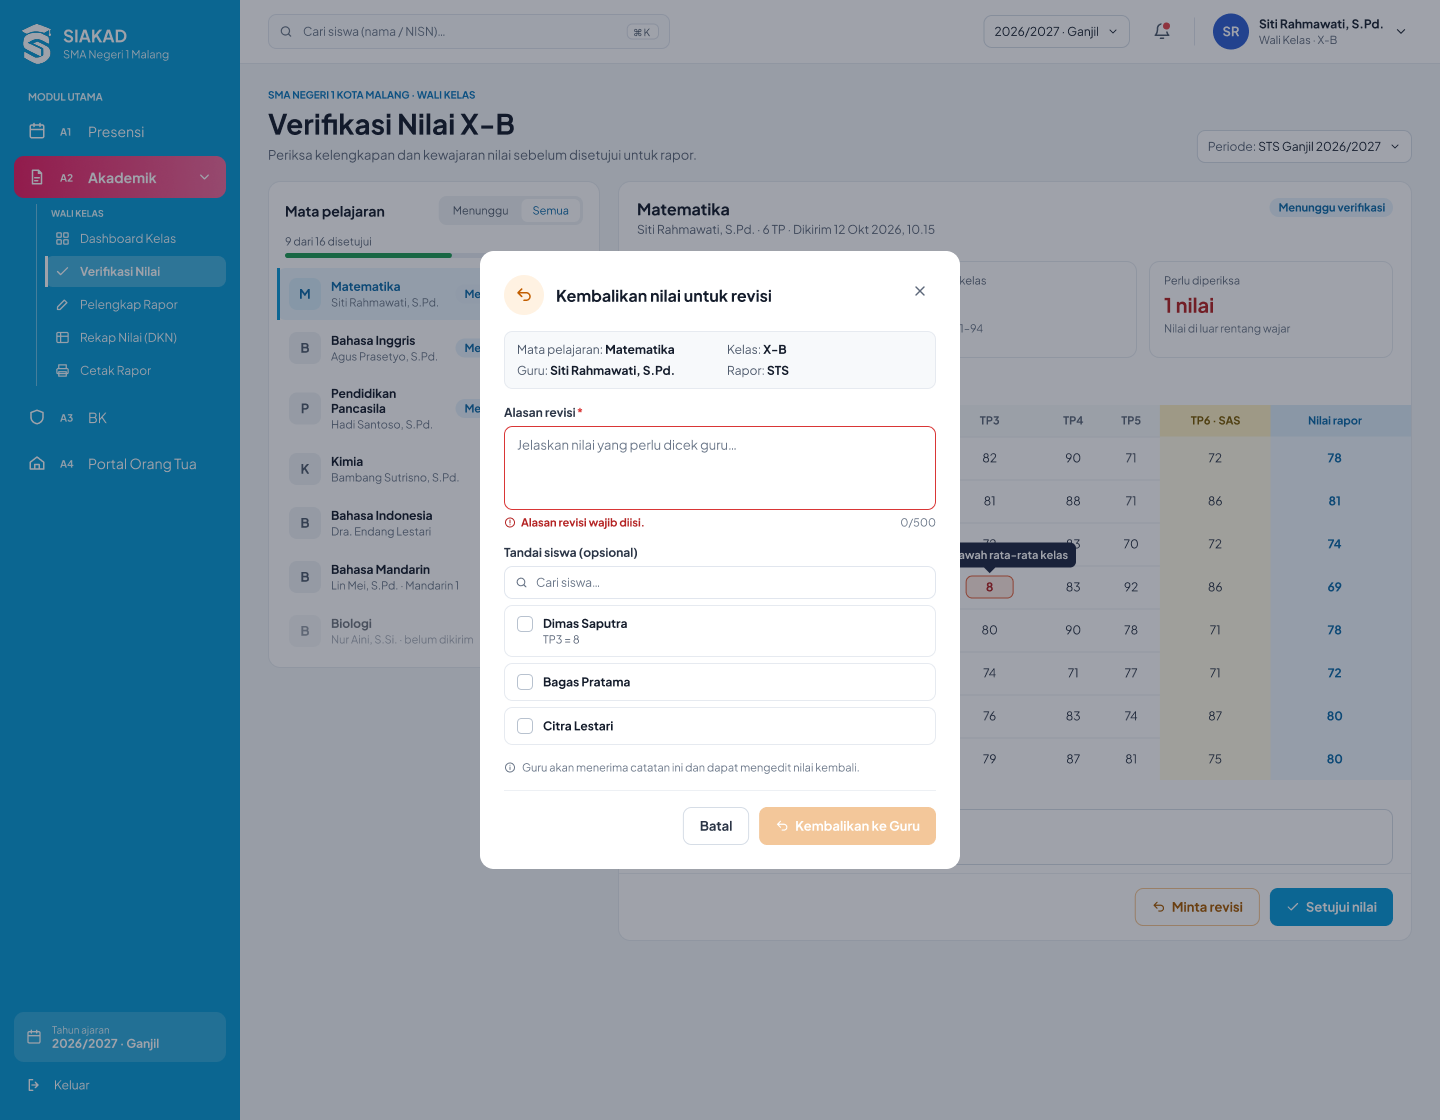 SIAKAD
SMA Negeri 1 Malang
MODUL UTAMA
A1 Presensi
A2 Akademik
WALI KELAS
Dashboard Kelas
Verifikasi Nilai
Pelengkap Rapor
Rekap Nilai (DKN)
Cetak Rapor
A3 BK
A4 Portal Orang Tua
Tahun ajaran
2026/2027 · Ganjil
Keluar
Cari siswa (nama / NISN)...
⌘K
2026/2027 · Ganjil
SR
Siti Rahmawati, S.Pd.
Wali Kelas · X-B
SMA NEGERI 1 KOTA MALANG · WALI KELAS
Verifikasi Nilai X-B
Periksa kelengkapan dan kewajaran nilai sebelum disetujui untuk rapor.
Periode: STS Ganjil 2026/2027
Mata pelajaran
Menunggu
Semua
9 dari 16 disetujui
M
Matematika
Siti Rahmawati, S.Pd.
Me
B
Bahasa Inggris
Agus Prasetyo, S.Pd.
Me
P
Pendidikan
Pancasila
Hadi Santoso, S.Pd.
Me
K
Kimia
Bambang Sutrisno, S.Pd.
B
Bahasa Indonesia
Dra. Endang Lestari
B
Bahasa Mandarin
Lin Mei, S.Pd. · Mandarin 1
B
Biologi
Nur Aini, S.Si. · belum dikirim
Matematika
Siti Rahmawati, S.Pd. · 6 TP · Dikirim 12 Okt 2026, 10.15
Menunggu verifikasi
kelas
1–94
Perlu diperiksa
1 nilai
Nilai di luar rentang wajar
TP3 TP4 TP5 TP6 · SAS Nilai rapor
82 90 71 72 78
81 88 71 86 81
83 70 72 74
awah rata-rata kelas
8 83 92 86 69
80 90 78 71 78
74 71 77 71 72
76 83 74 87 80
79 87 81 75 80
Minta revisi
Setujui nilai
Kembalikan nilai untuk revisi
Mata pelajaran: Matematika
Kelas: X-B
Guru: Siti Rahmawati, S.Pd.
Rapor: STS
Alasan revisi *
Jelaskan nilai yang perlu dicek guru...
Alasan revisi wajib diisi.
0/500
Tandai siswa (opsional)
Cari siswa...
Dimas Saputra
TP3 = 8
Bagas Pratama
Citra Lestari
Guru akan menerima catatan ini dan dapat mengedit nilai kembali.
Batal
Kembalikan ke Guru